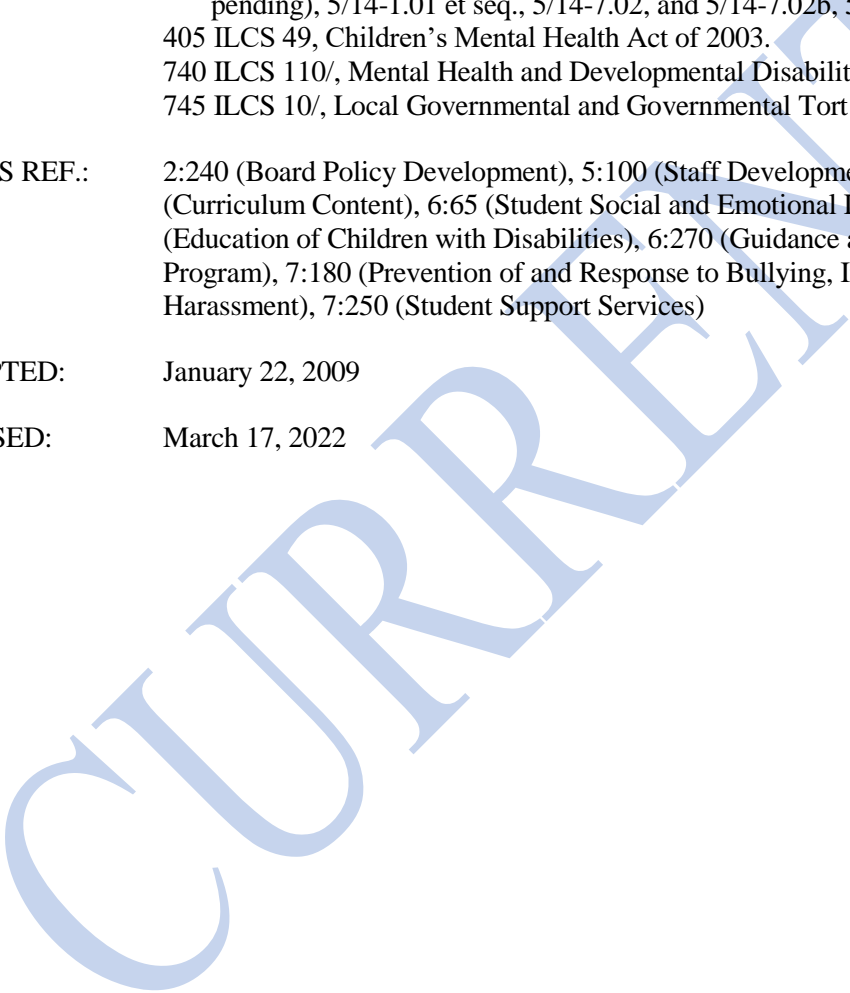 pending), 5/14-1.01 et seq., 5/14-7.02, and 5/14-7.02b, 5
405 ILCS 49, Children’s Mental Health Act of 2003.
740 ILCS 110/, Mental Health and Developmental Disabilit
745 ILCS 10/, Local Governmental and Governmental Tort
S REF.: 2:240 (Board Policy Development), 5:100 (Staff Developme
(Curriculum Content), 6:65 (Student Social and Emotional
(Education of Children with Disabilities), 6:270 (Guidance a
Program), 7:180 (Prevention of and Response to Bullying, I
Harassment), 7:250 (Student Support Services)
PTED: January 22, 2009
SED: March 17, 2022
CURRENT